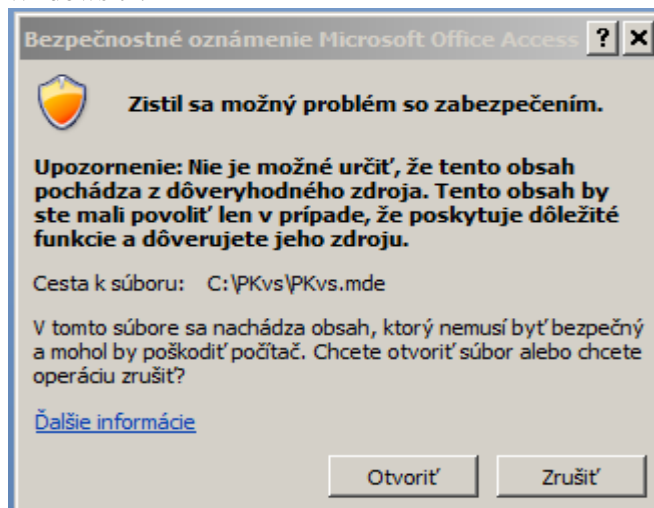 Bezpečnostné oznámenie Microsoft Office Access
Zistil sa možný problém so zabezpečením.
Upozornenie: Nie je možné určiť, že tento obsah
pochádza z dôveryhodného zdroja. Tento obsah by
ste mali povoliť len v prípade, že poskytuje dôležité
funkcie a dôverujete jeho zdroju.
Cesta k súboru: C:\PKvs\PKvs.mde
V tomto súbore sa nachádza obsah, ktorý nemusí byť bezpečný
a mohol by poškodiť počítač. Chcete otvoriť súbor alebo chcete
operáciu zrušiť?
Ďalšie informácie
Otvoriť Zrušiť